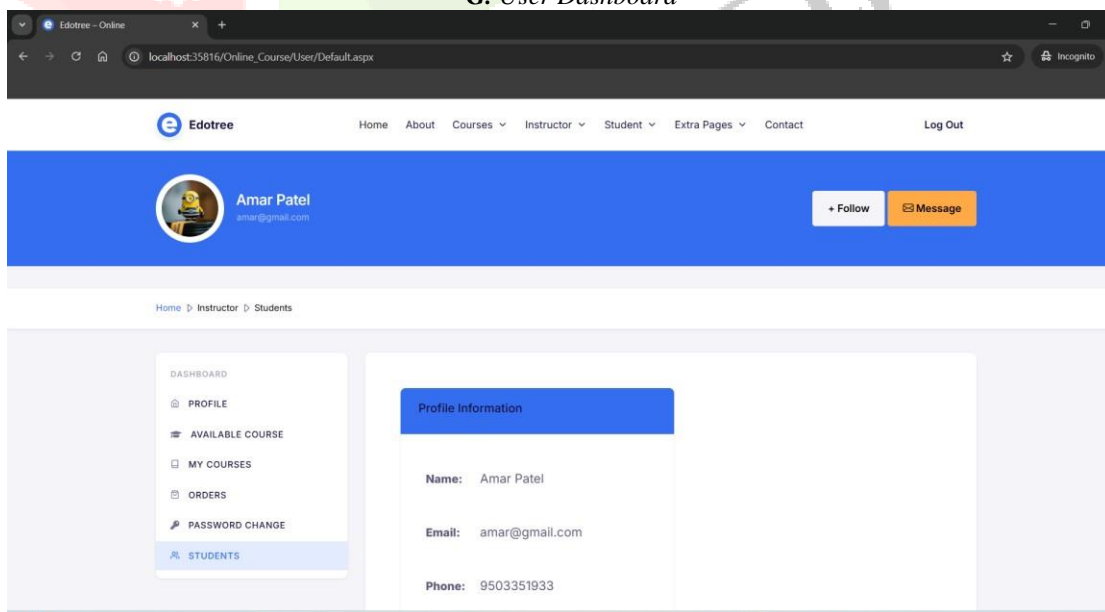 G. User Dashboard
Edotree – Online
localhost:35816/Online_Course/User/Default.aspx
Incognito
Edotree
Home About Courses Instructor Student Extra Pages Contact Log Out
Amar Patel
amar@gmail.com
+ Follow
Message
Home Instructor Students
DASHBOARD
PROFILE
AVAILABLE COURSE
MY COURSES
ORDERS
PASSWORD CHANGE
STUDENTS
Profile Information
Name: Amar Patel
Email: amar@gmail.com
Phone: 9503351933